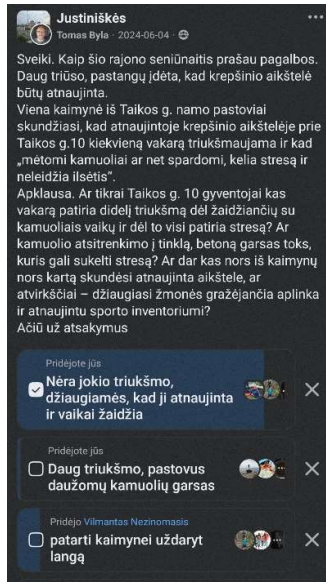 Justiniškės
Tomas Byla · 2024-06-04 ·
Sveiki. Kaip šio rajono seniūnaitis prašau pagalbos.
Daug triūso, pastangų įdėta, kad krepšinio aikštelė
būtų atnaujinta.
Viena kaimynė iš Taikos g. namo pastoviai
skundžiasi, kad atnaujintoje krepšinio aikštelėje prie
Taikos g.10 kiekvieną vakarą triukšmaujama ir kad
„mėtomi kamuoliai ar net spardomi, kelia stresą ir
neleidžia ilsėtis”.
Apklausa. Ar tikrai Taikos g. 10 gyventojai kas
vakarą patiria didelį triukšmą dėl žaidžiančių su
kamuoliais vaikų ir dėl to visi patiria stresą? Ar
kamuolio atsitrenkimo į tinklą, betoną garsas toks,
kuris gali sukelti stresą? Ar dar kas nors iš kaimynų
nors kartą skundėsi atnaujinta aikštele, ar
atvirkščiai – džiaugiasi žmonės gražėjančia aplinka
ir atnaujintu sporto inventoriumi?
Ačiū už atsakymus
Pridėjote jūs
Nėra jokio triukšmo,
džiaugiamės, kad ji atnaujinta
ir vaikai žaidžia
Pridėjote jūs
Daug triukšmo, pastovus
daužomų kamuolių garsas
Pridėjo Vilmantas Nezinomasis
patarti kaimynei uždaryt
langą